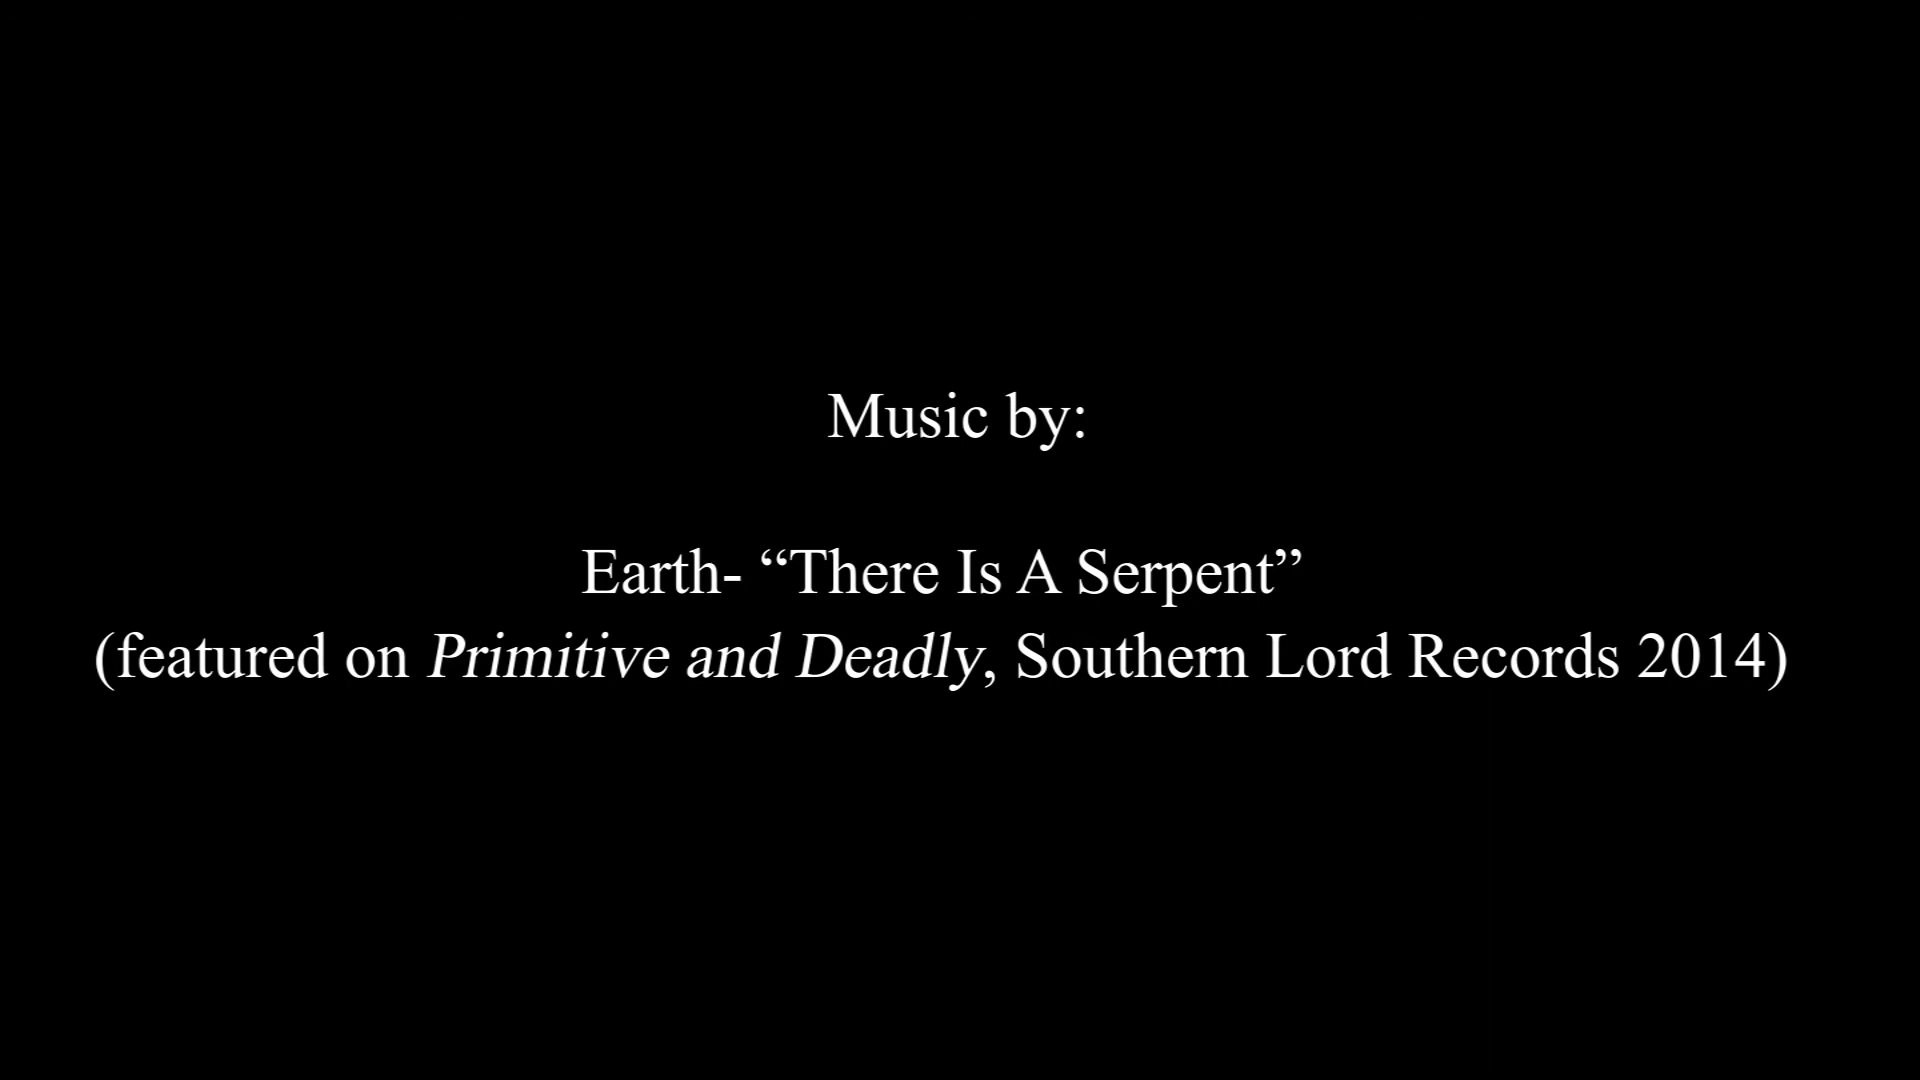 Music by:
Earth- “There Is A Serpent”
(featured on Primitive and Deadly, Southern Lord Records 2014)